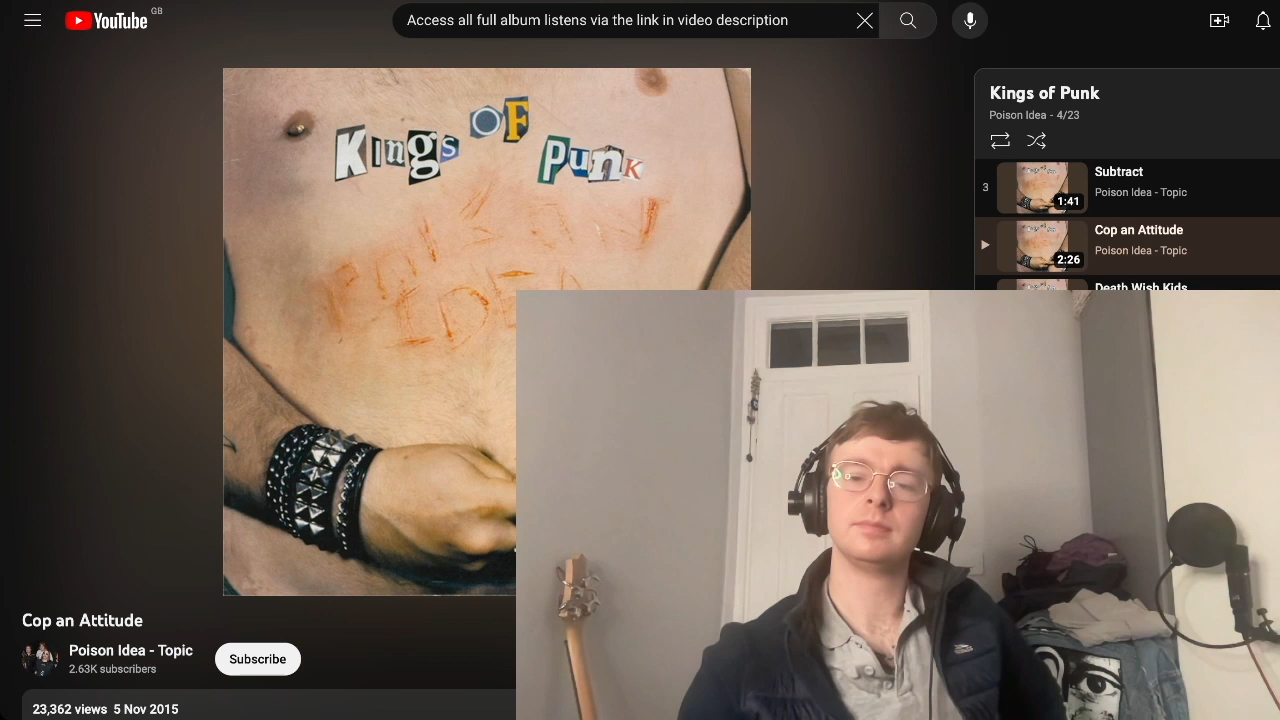 YouTube GB
Access all full album listens via the link in video description
Kings of Punk
Kings of Punk
Poison Idea - 4/23
3
Subtract
Poison Idea - Topic
1:41
Cop an Attitude
Poison Idea - Topic
2:26
Death Wish Kids
Cop an Attitude
Poison Idea - Topic
2.63K subscribers
Subscribe
23,362 views 5 Nov 2015